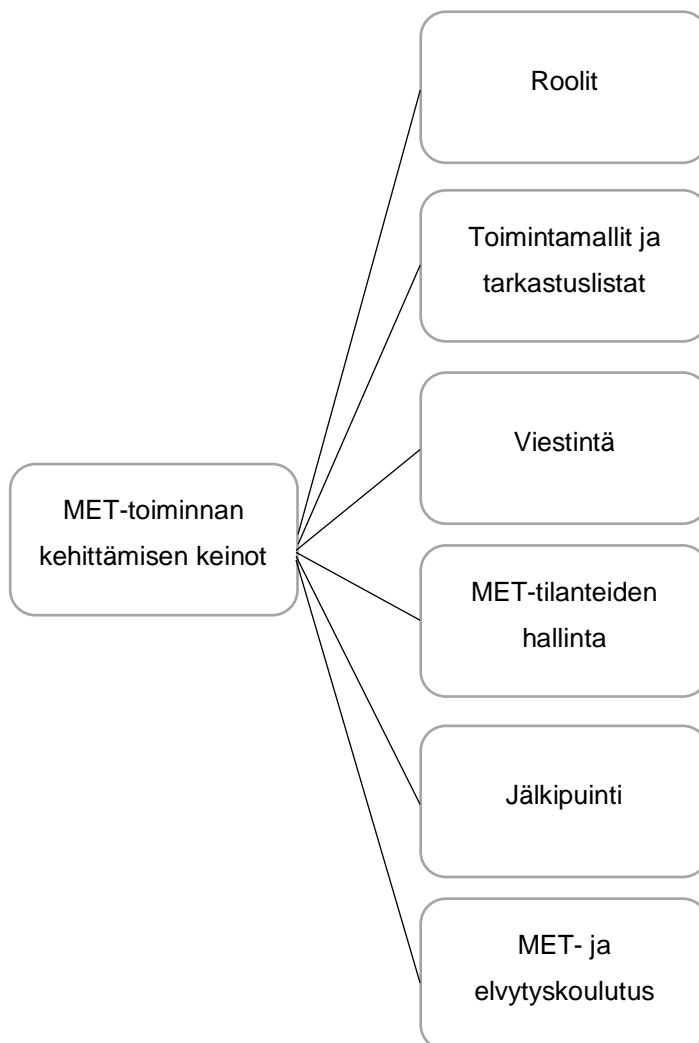 MET-toiminnan
kehittämisen keinot
Roolit
Toimintamallit ja
tarkastuslistat
Viestintä
MET-tilanteiden
hallinta
Jälkipuinti
MET- ja
elvytyskoulutus